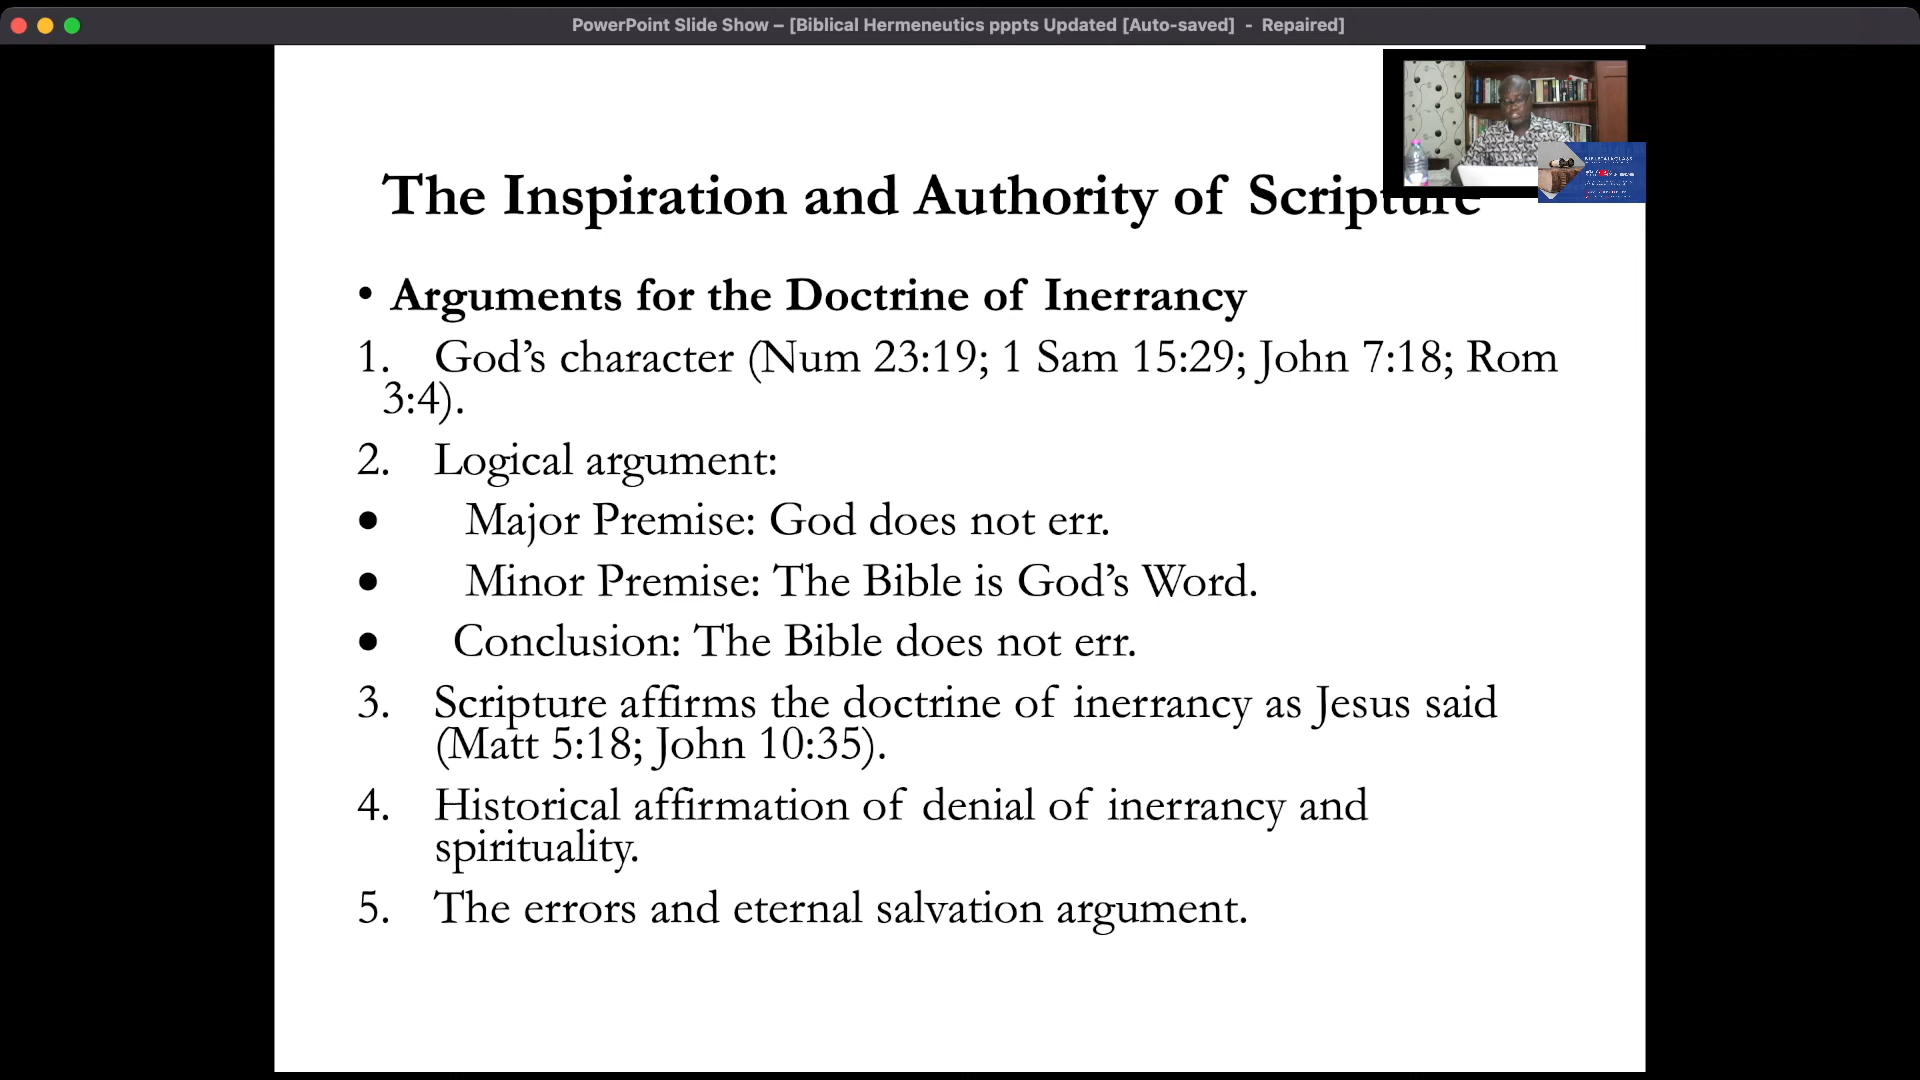 PowerPoint Slide Show – [Biblical Hermeneutics pppts Updated [Auto-saved]  -  Repaired]
The Inspiration and Authority of Scripture
• Arguments for the Doctrine of Inerrancy
1. God’s character (Num 23:19; 1 Sam 15:29; John 7:18; Rom
3:4).
2. Logical argument:
● Major Premise: God does not err.
● Minor Premise: The Bible is God’s Word.
● Conclusion: The Bible does not err.
3. Scripture affirms the doctrine of inerrancy as Jesus said
(Matt 5:18; John 10:35).
4. Historical affirmation of denial of inerrancy and
spirituality.
5. The errors and eternal salvation argument.